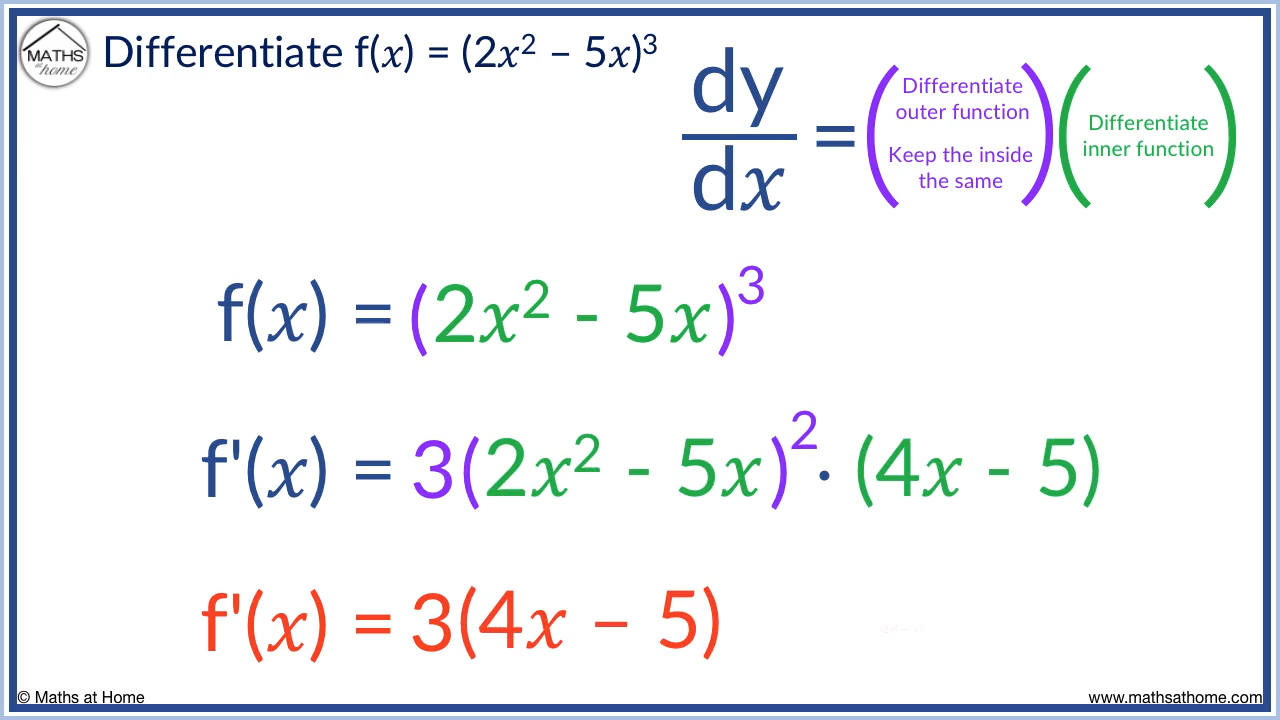 MATHS
at home
Differentiate f(x) = (2x² – 5x)³
dy/dx = (Differentiate outer function Keep the inside the same) (Differentiate inner function)
f(x) = (2x² - 5x)³
f'(x) = 3(2x² - 5x)² · (4x - 5)
f'(x) = 3(4x – 5)
© Maths at Home
www.mathsathome.com